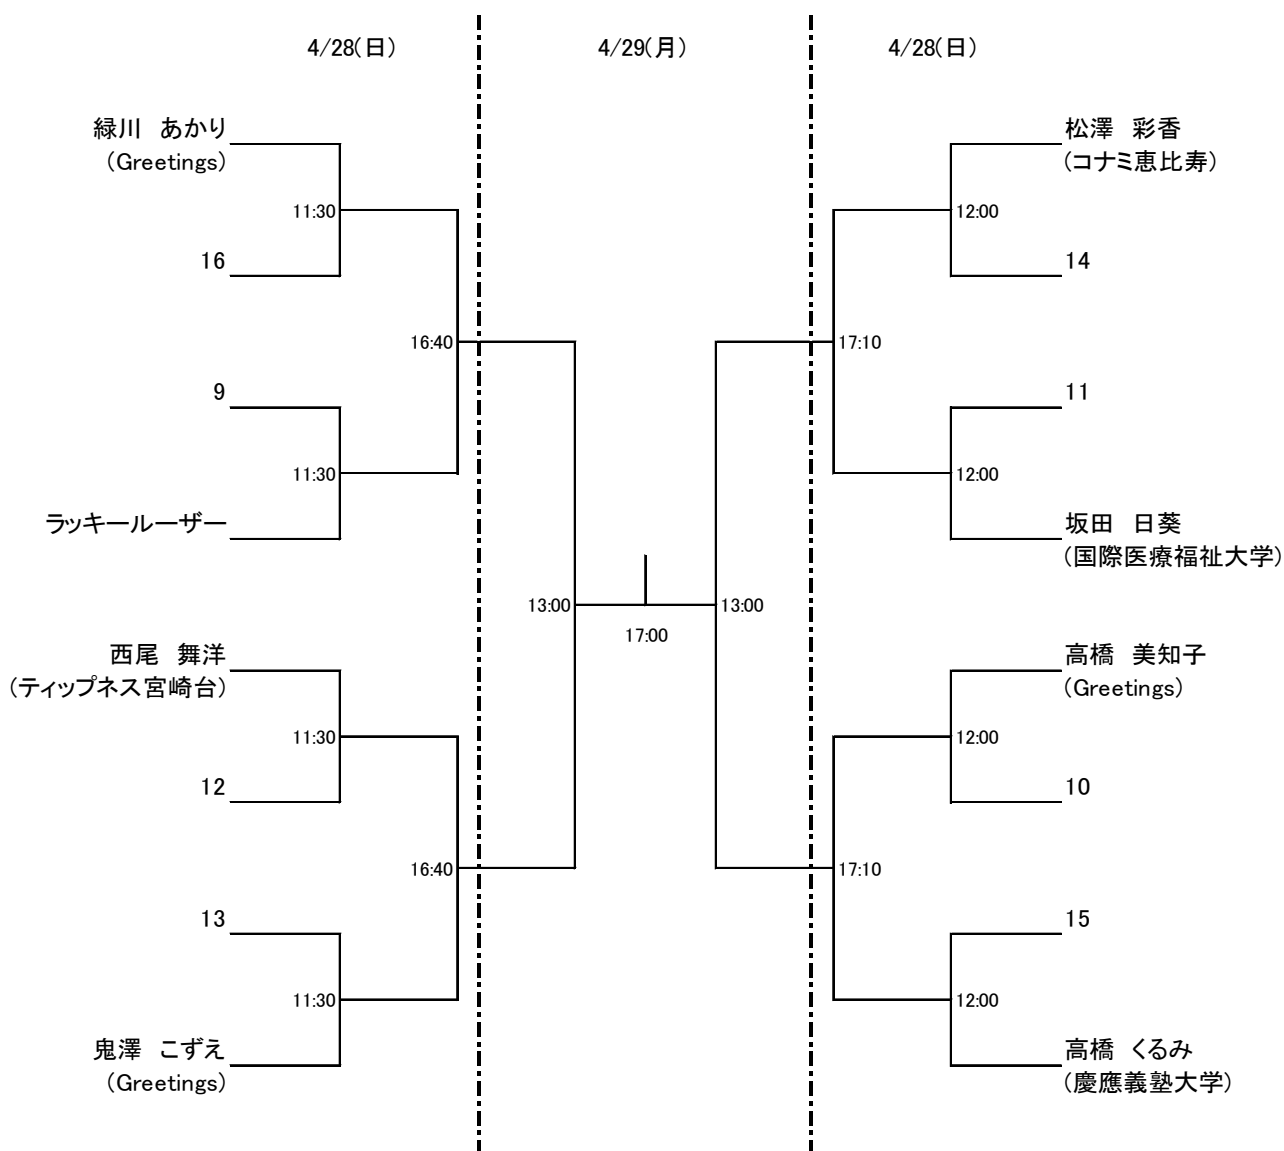 4/28(日)
4/29(月)
4/28(日)
緑川　あかり
(Greetings)
11:30
16
16:40
9
11:30
ラッキールーザー
西尾　舞洋
(ティップネス宮崎台)
11:30
12
16:40
13
11:30
鬼澤　こずえ
(Greetings)
13:00
17:00
13:00
松澤　彩香
(コナミ恵比寿)
12:00
14
17:10
11
12:00
坂田　日葵
(国際医療福祉大学)
高橋　美知子
(Greetings)
12:00
10
17:10
15
12:00
高橋　くるみ
(慶應義塾大学)